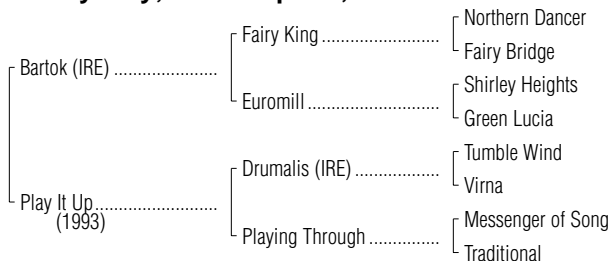 Northern Dancer
Fairy King ........................
Fairy Bridge
Bartok (IRE) .....................
Shirley Heights
Euromill ...........................
Green Lucia
Tumble Wind
Drumalis (IRE) .................
Virna
Play It Up .........................
(1993)
Messenger of Song
Playing Through ..............
Traditional